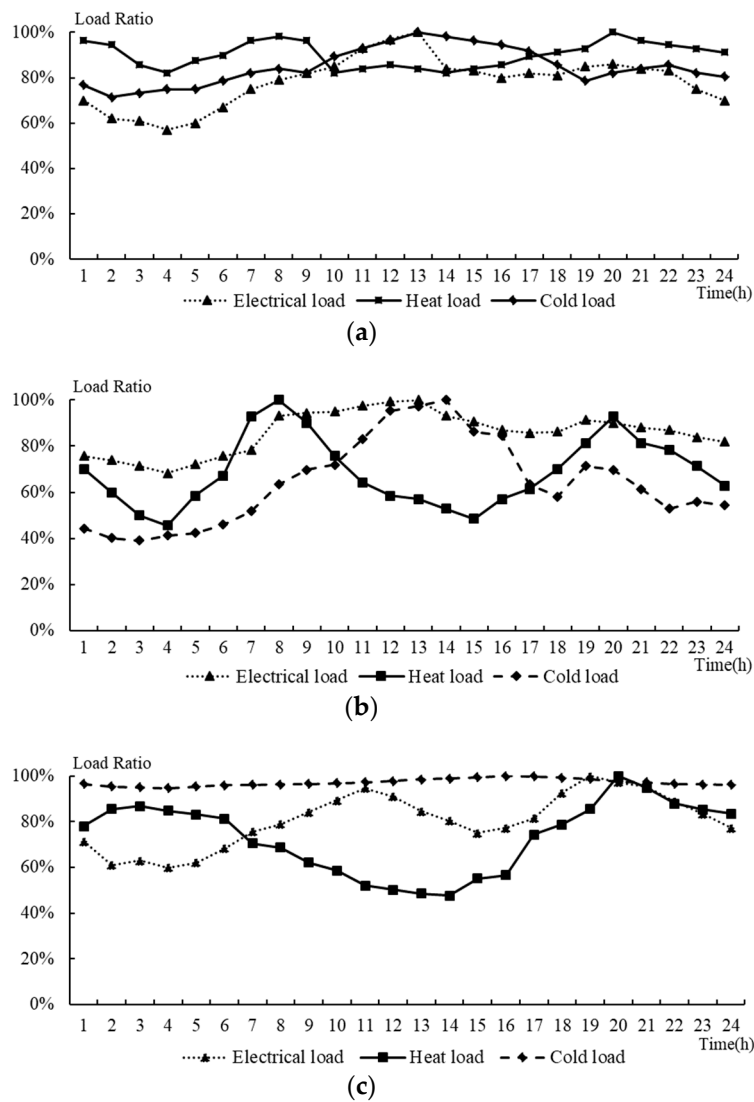 Load Ratio
100%
80%
60%
40%
20%
0%
1 2 3 4 5 6 7 8 9 10 11 12 13 14 15 16 17 18 19 20 21 22 23 24
Time(h)
Electrical load Heat load Cold load
(a)
Load Ratio
100%
80%
60%
40%
20%
0%
1 2 3 4 5 6 7 8 9 10 11 12 13 14 15 16 17 18 19 20 21 22 23 24
Time(h)
Electrical load Heat load Cold load
(b)
Load Ratio
100%
80%
60%
40%
20%
0%
1 2 3 4 5 6 7 8 9 10 11 12 13 14 15 16 17 18 19 20 21 22 23 24
Time(h)
Electrical load Heat load Cold load
(c)